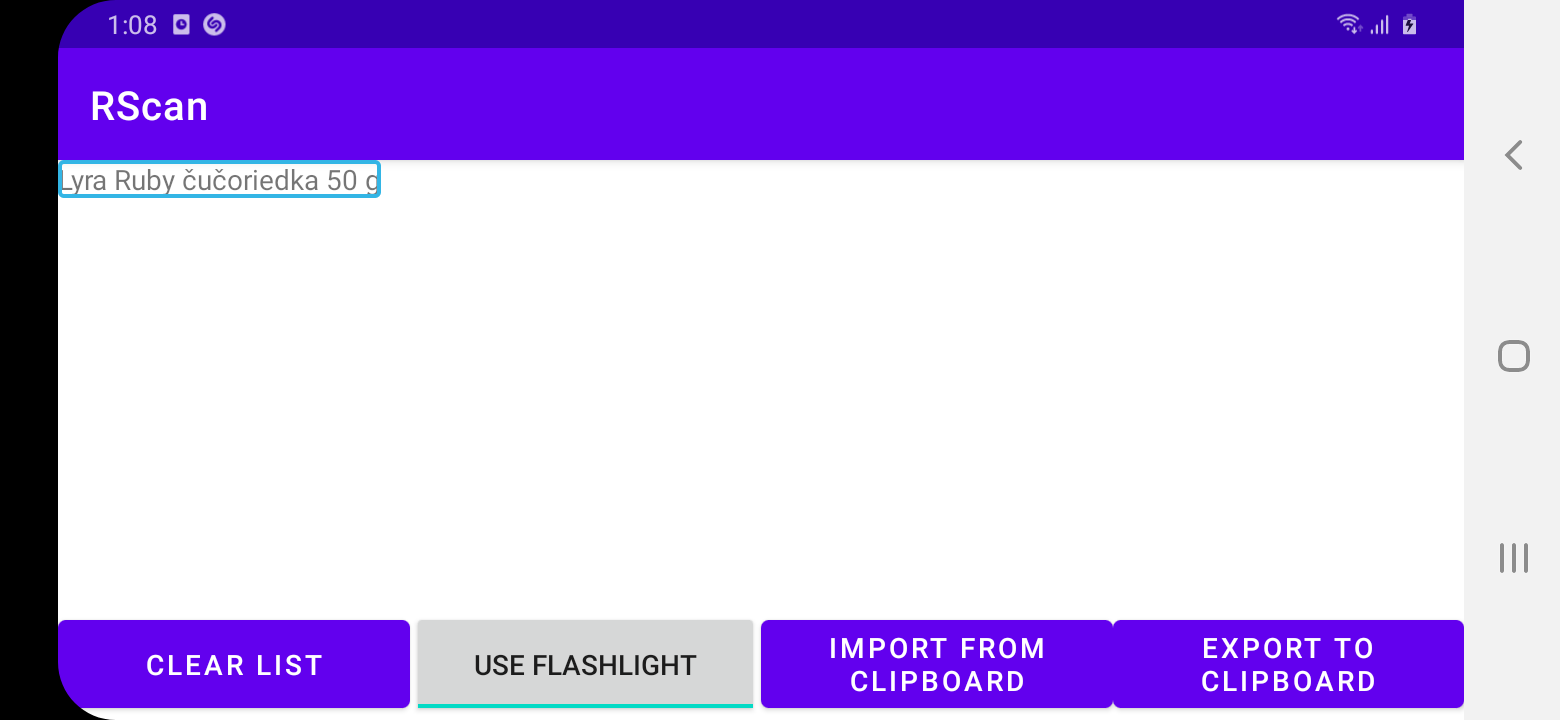 1:08
RScan
Lyra Ruby čučoriedka 50 g
CLEAR LIST
USE FLASHLIGHT
IMPORT FROM
CLIPBOARD
EXPORT TO
CLIPBOARD